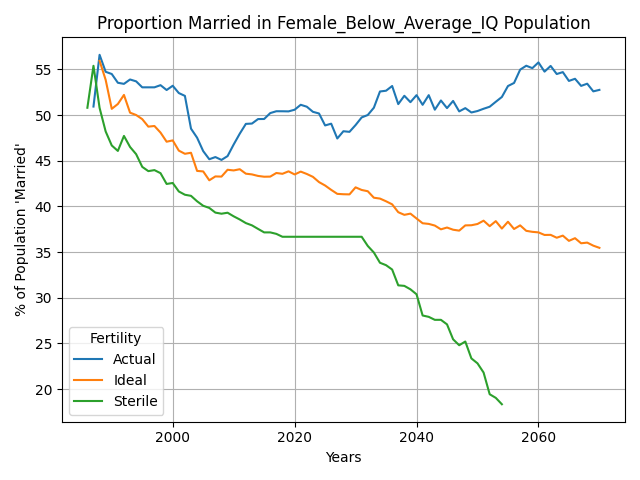 Proportion Married in Female_Below_Average_IQ Population
% of Population 'Married'
55
50
45
40
35
30
25
20
Fertility
Actual
Ideal
Sterile
2000 2020 2040 2060
Years